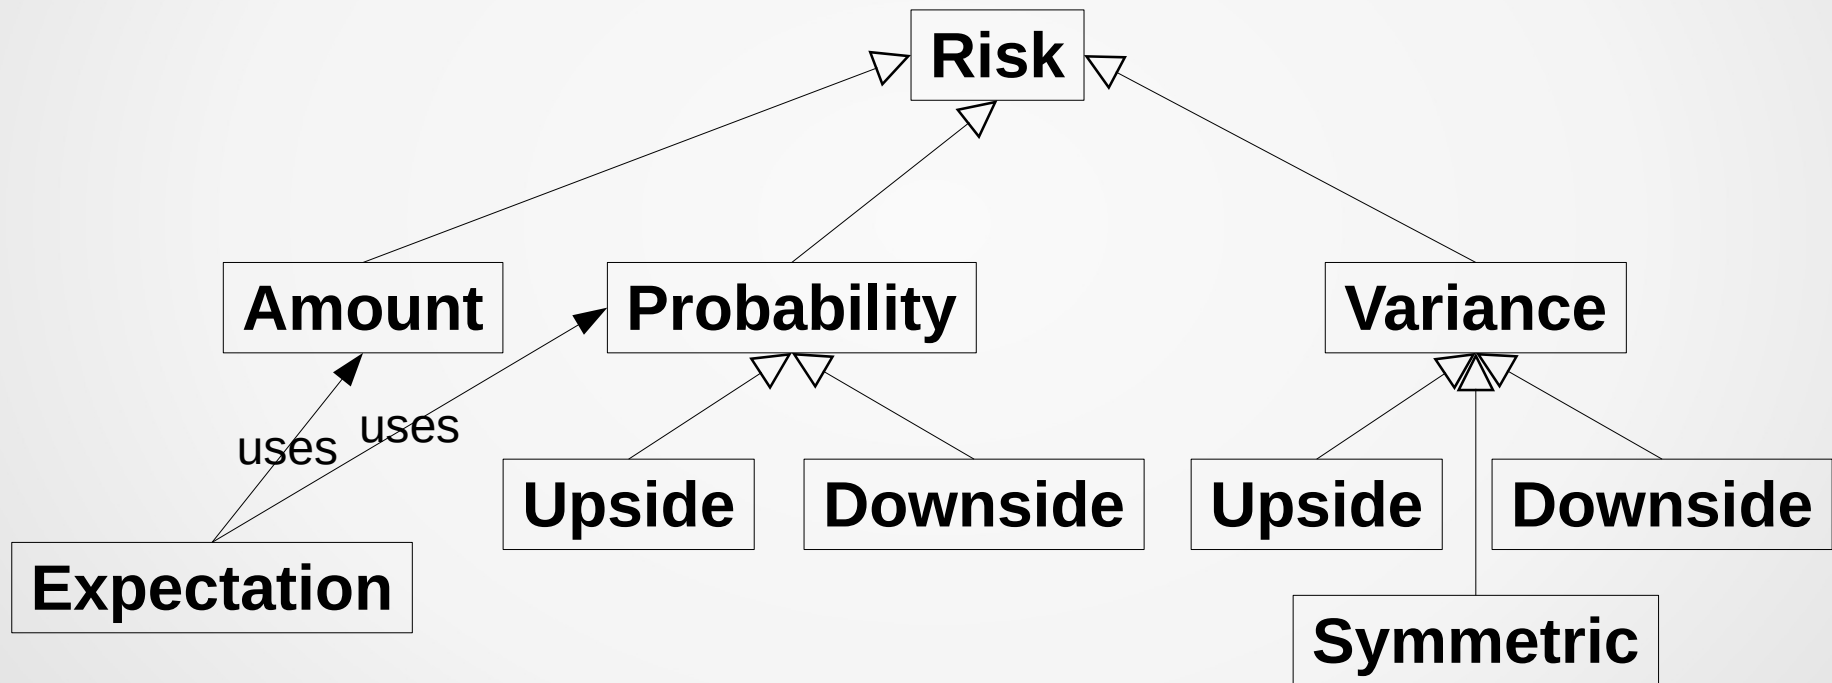 Risk
Amount
Probability
Variance
uses
uses
Upside
Downside
Upside
Downside
Expectation
Symmetric